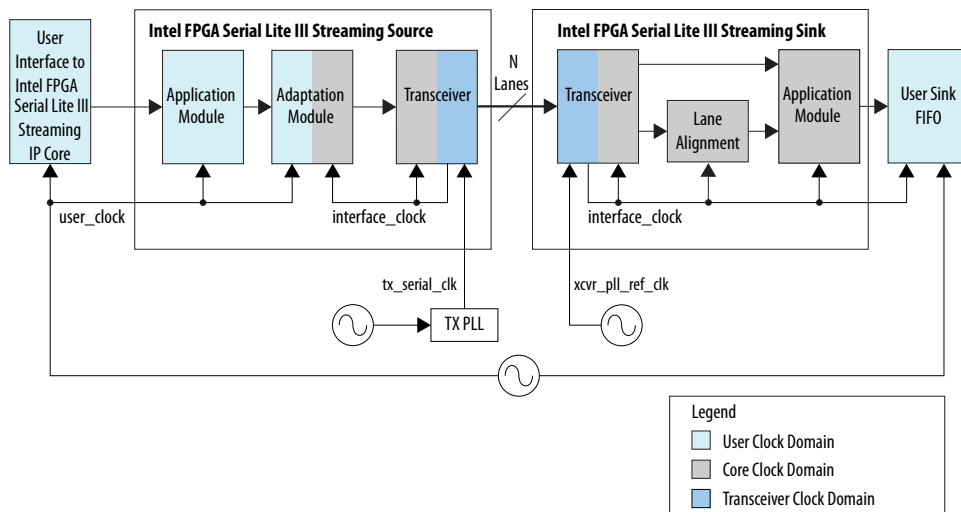 User
Interface to
Intel FPGA
Serial Lite III
Streaming
IP Core
Intel FPGA Serial Lite III Streaming Source
Application
Module
Adaptation
Module
Transceiver
N
Lanes
Intel FPGA Serial Lite III Streaming Sink
Transceiver
Lane
Alignment
Application
Module
User Sink
FIFO
user_clock
interface_clock
interface_clock
tx_serial_clk
xcvr_pll_ref_clk
TX PLL
Legend
User Clock Domain
Core Clock Domain
Transceiver Clock Domain